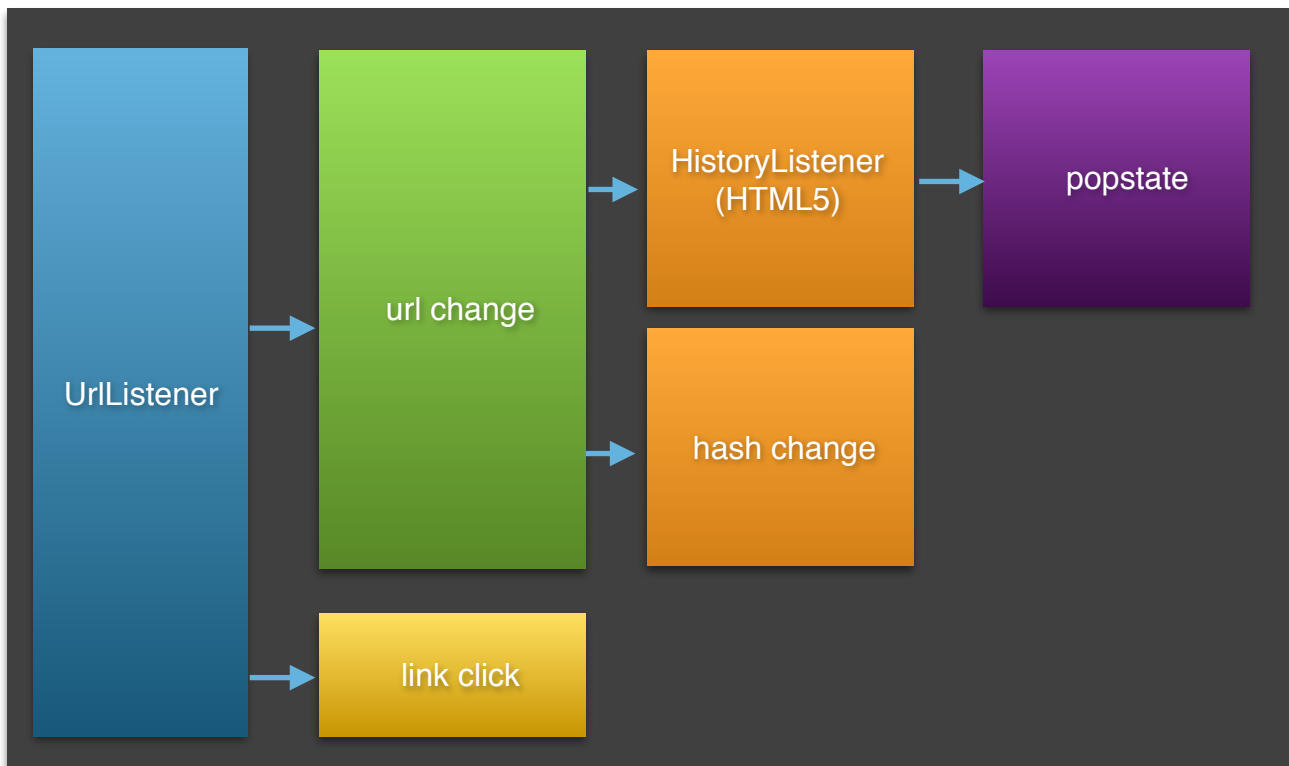 UrlListener
url change
link click
HistoryListener
(HTML5)
hash change
popstate